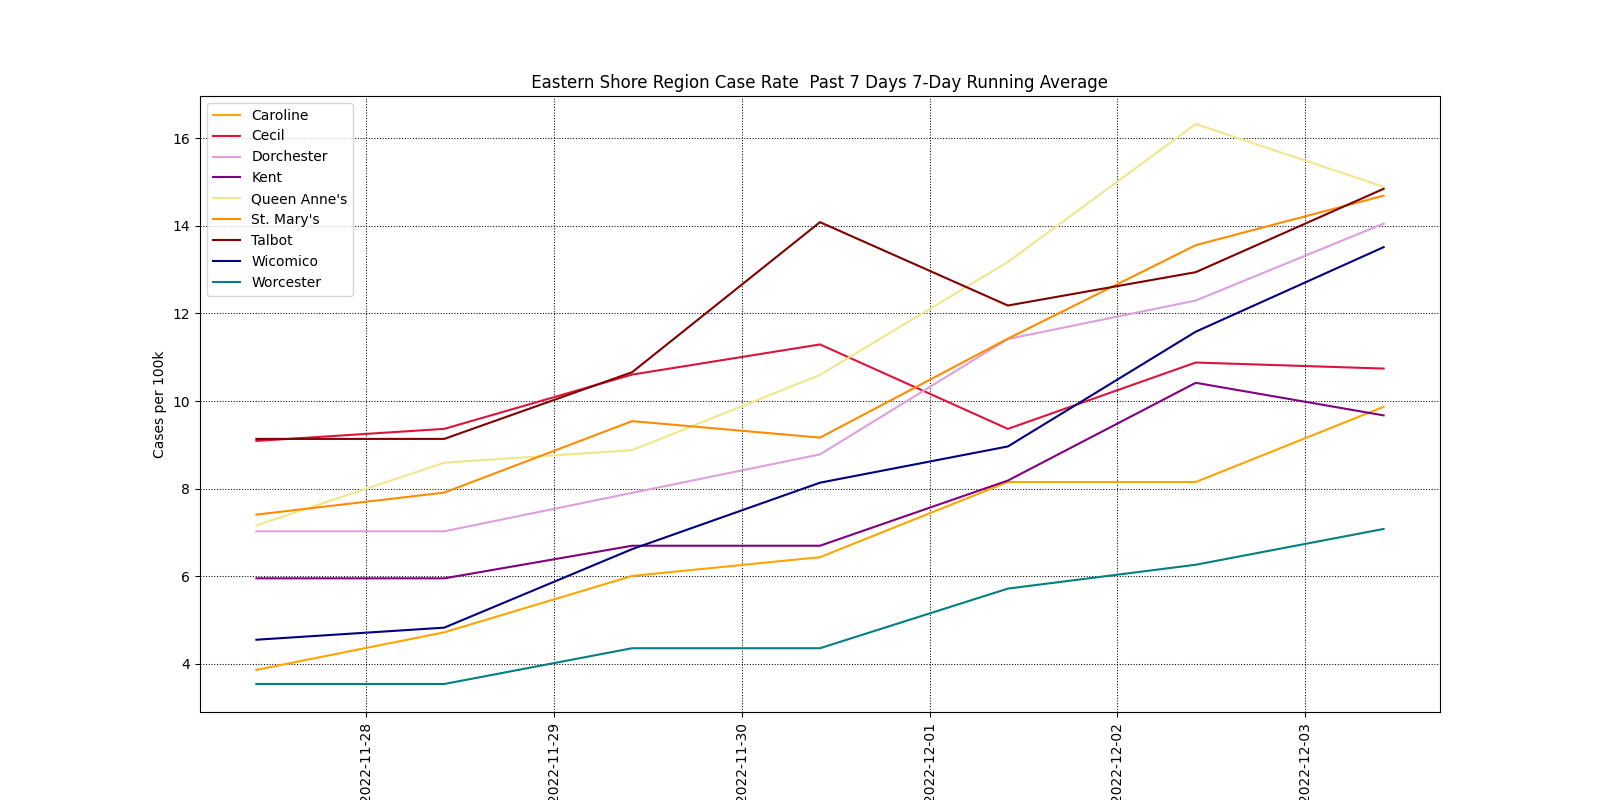 Eastern Shore Region Case Rate  Past 7 Days 7-Day Running Average
Caroline
Cecil
Dorchester
Kent
Queen Anne's
St. Mary's
Talbot
Wicomico
Worcester
Cases per 100k
16
14
12
10
8
6
4
2022-11-28
2022-11-29
2022-11-30
2022-12-01
2022-12-02
2022-12-03